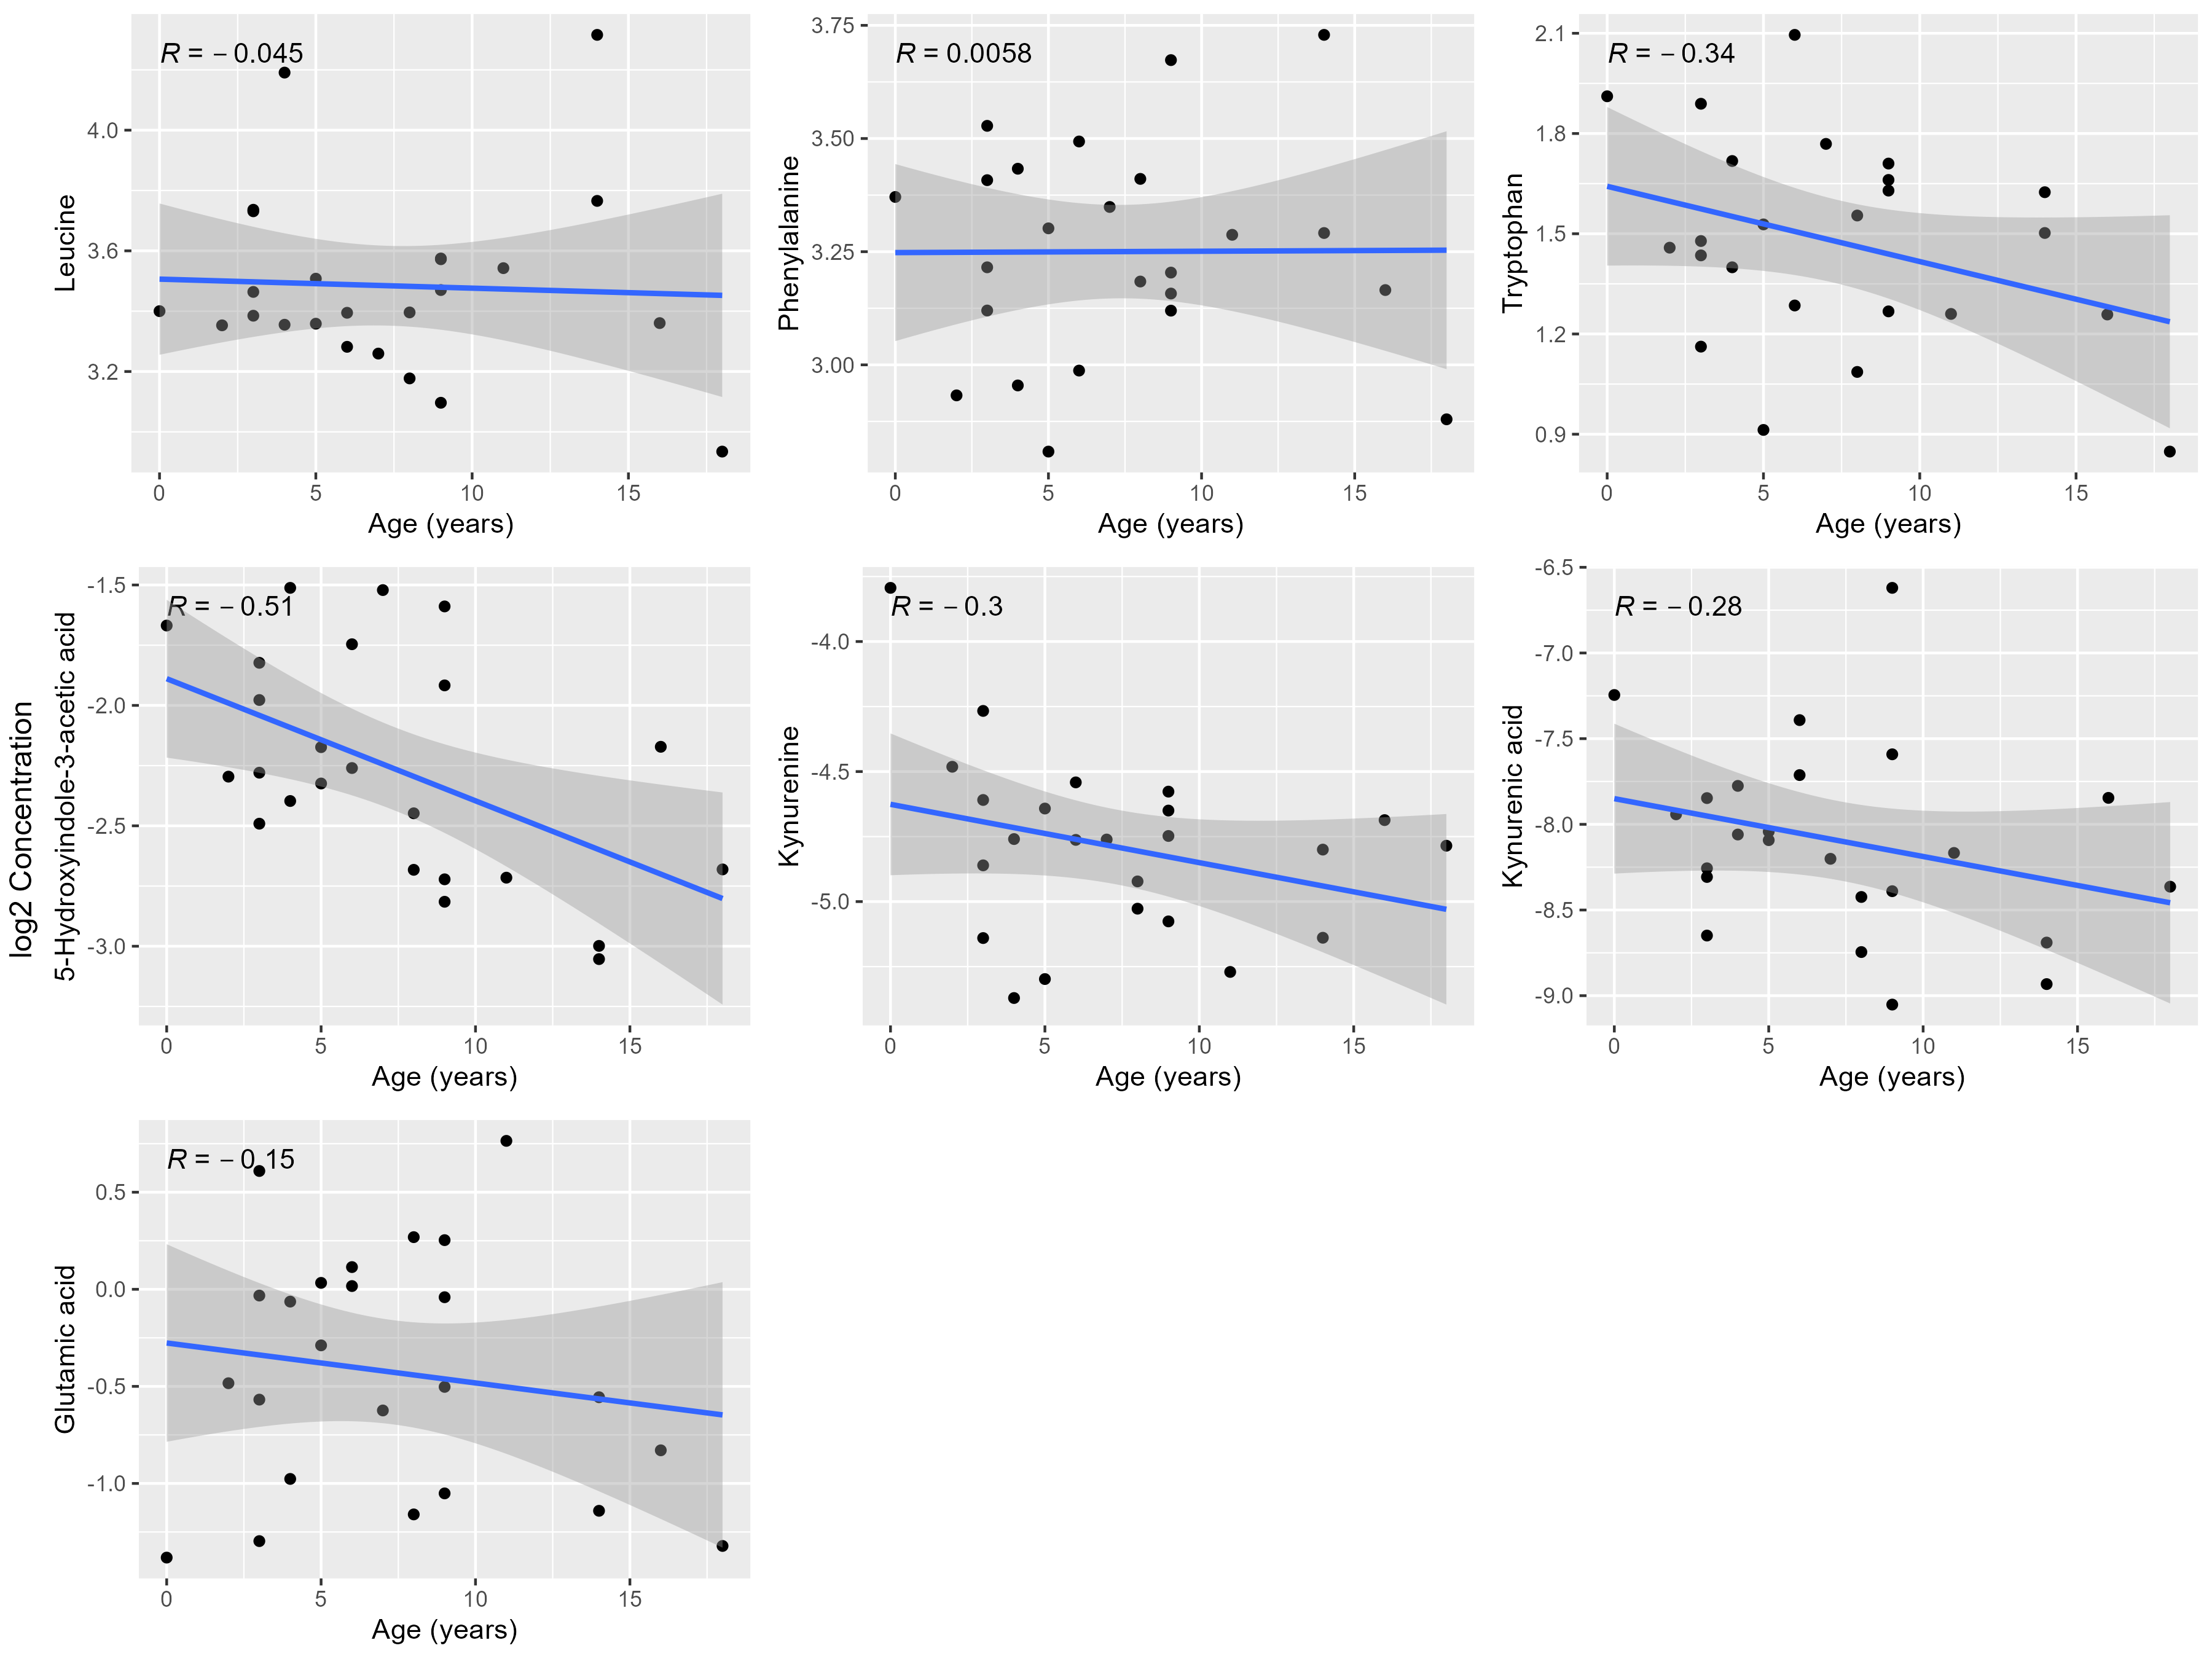 R = − 0.045
Leucine
4.0
3.6
3.2
0 5 10 15
Age (years)
R = 0.0058
Phenylalanine
3.75
3.50
3.25
3.00
0 5 10 15
Age (years)
R = − 0.34
Tryptophan
2.1
1.8
1.5
1.2
0.9
0 5 10 15
Age (years)
log2 Concentration
R = − 0.51
5-Hydroxyindole-3-acetic acid
-1.5
-2.0
-2.5
-3.0
0 5 10 15
Age (years)
R = − 0.3
Kynurenine
-4.0
-4.5
-5.0
0 5 10 15
Age (years)
R = − 0.28
Kynurenic acid
-6.5
-7.0
-7.5
-8.0
-8.5
-9.0
0 5 10 15
Age (years)
R = − 0.15
Glutamic acid
0.5
0.0
-0.5
-1.0
0 5 10 15
Age (years)